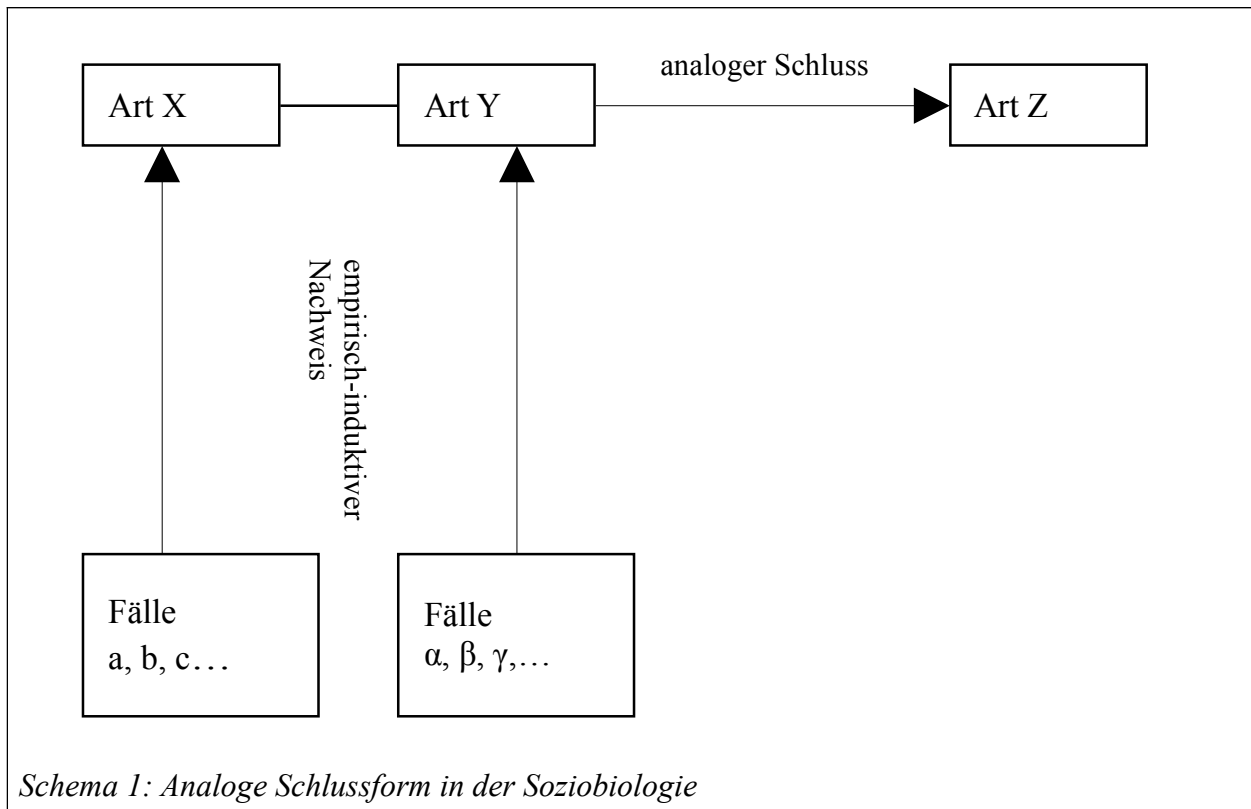 analoger Schluss
Art X
Art Y
Art Z
empirisch-induktiver
Nachweis
Fälle
a, b, c…
Fälle
α, β, γ,…
Schema 1: Analoge Schlussform in der Soziobiologie